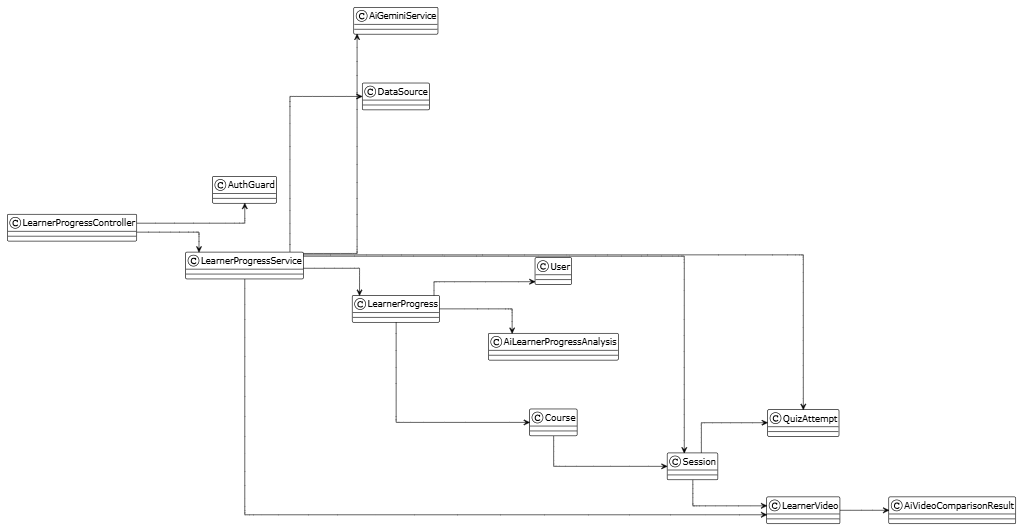 C AiGeminiService
C DataSource
C AuthGuard
C LearnerProgressController
C LearnerProgressService
C User
C LearnerProgress
C AiLearnerProgressAnalysis
C Course
C QuizAttempt
C Session
C LearnerVideo
C AiVideoComparisonResult